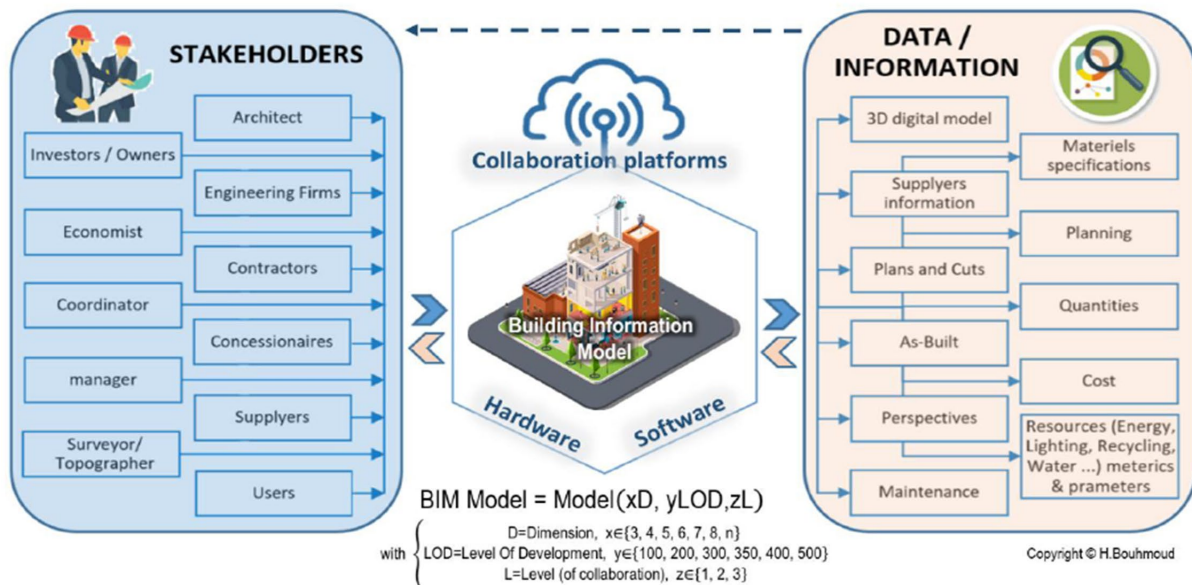 STAKEHOLDERS
Architect
Investors / Owners
Engineering Firms
Economist
Contractors
Coordinator
Concessionaires
manager
Supplyers
Surveyor/
Topographer
Users
Collaboration platforms
Building Information
Model
Hardware
Software
BIM Model = Model(xD, yLOD,zL)
with
D=Dimension, x∈{3, 4, 5, 6, 7, 8, n}
LOD=Level Of Development, y∈{100, 200, 300, 350, 400, 500}
L=Level (of collaboration), z∈{1, 2, 3}
DATA /
INFORMATION
3D digital model
Materiels
specifications
Supplyers
information
Planning
Plans and Cuts
Quantities
As-Built
Cost
Perspectives
Resources (Energy,
Lighting, Recycling,
Water ...) meterics
& prameters
Maintenance
Copyright © H.Bouhmoud